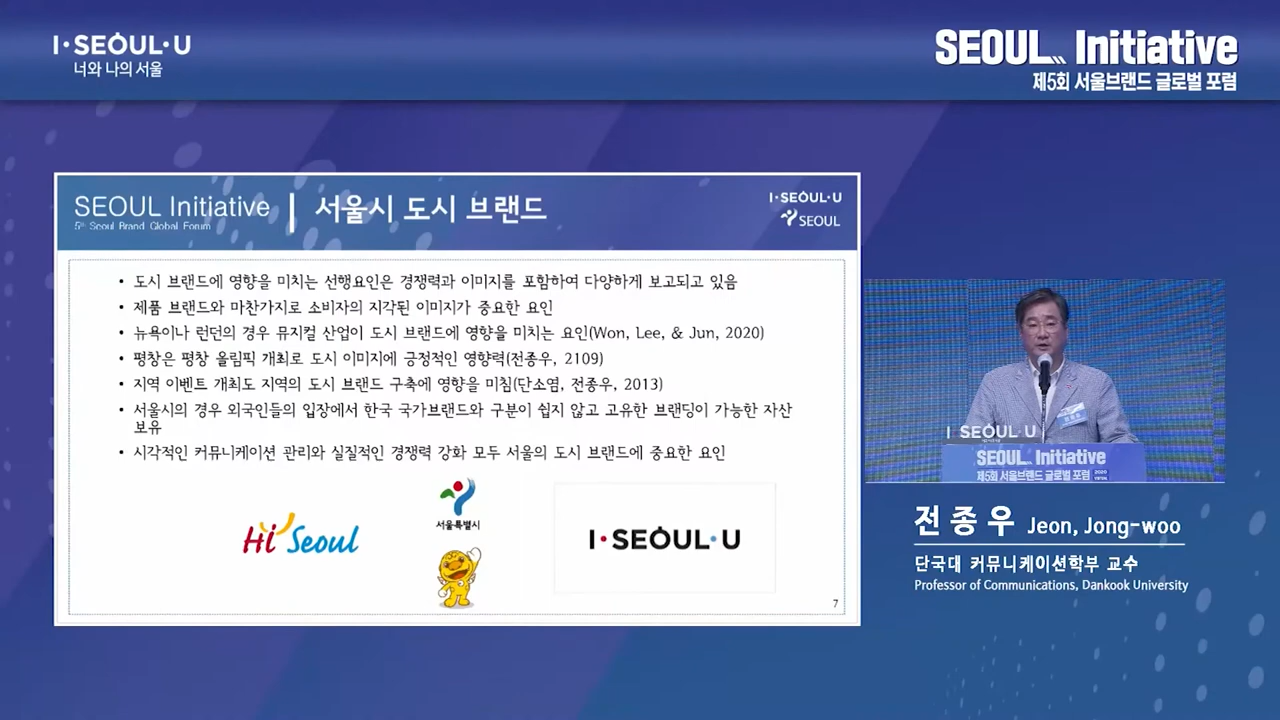 I·SEOUL·U
너와 나의 서울
SEOUL Initiative
제5회 서울브랜드 글로벌 포럼
SEOUL Initiative | 서울시 도시 브랜드
5th Seoul Brand Global Forum
I·SEOUL·U
SEOUL
• 도시 브랜드에 영향을 미치는 선행요인은 경쟁력과 이미지를 포함하여 다양하게 보고되고 있음
• 제품 브랜드와 마찬가지로 소비자의 지각된 이미지가 중요한 요인
• 뉴욕이나 런던의 경우 뮤지컬 산업이 도시 브랜드에 영향을 미치는 요인(Won, Lee, & Jun, 2020)
• 평창은 평창 올림픽 개최로 도시 이미지에 긍정적인 영향력(전종우, 2109)
• 지역 이벤트 개최도 지역의 도시 브랜드 구축에 영향을 미침(단소염, 전종우, 2013)
• 서울시의 경우 외국인들의 입장에서 한국 국가브랜드와 구분이 쉽지 않고 고유한 브랜딩이 가능한 자산
보유
• 시각적인 커뮤니케이션 관리와 실질적인 경쟁력 강화 모두 서울의 도시 브랜드에 중요한 요인
Hi Seoul
서울특별시
I·SEOUL·U
7
I SEOUL·U
SEOUL Initiative
제5회 서울브랜드 글로벌 포럼 2020
전종우 Jeon, Jong-woo
단국대 커뮤니케이션학부 교수
Professor of Communications, Dankook University